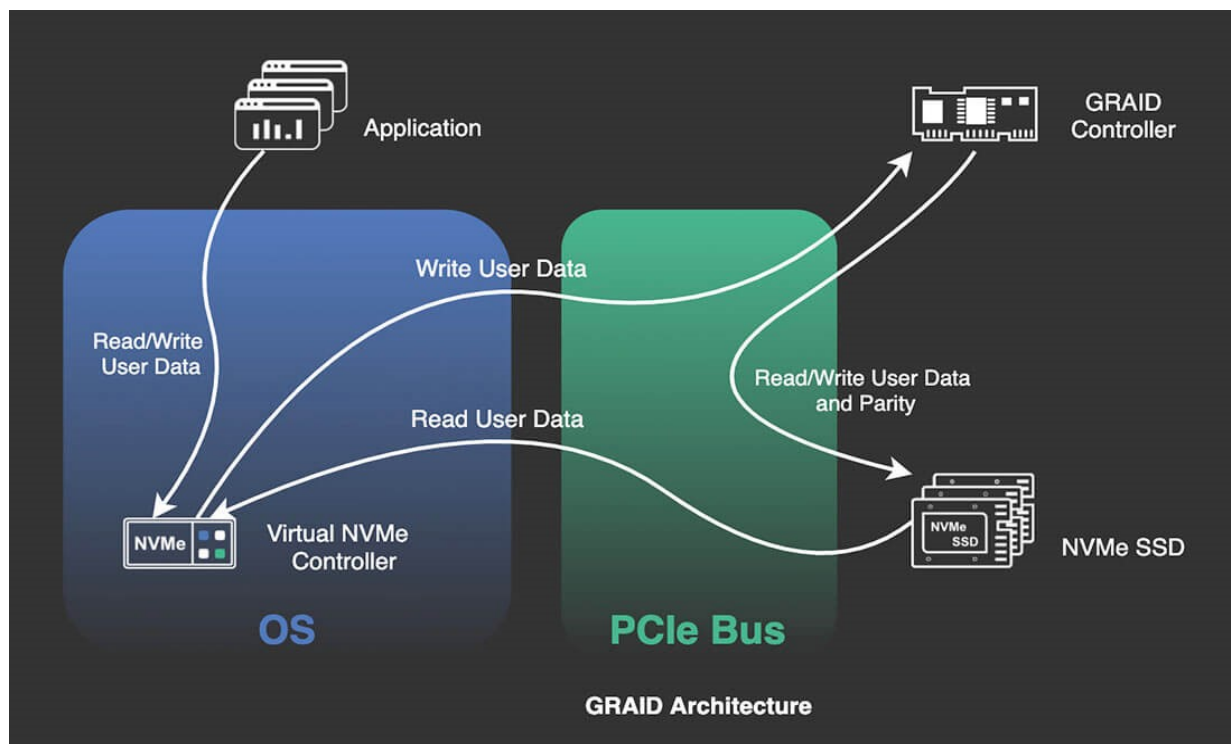 Application
GRAID
Controller
Write User Data
Read/Write
User Data
Read/Write User Data
and Parity
Read User Data
NVMe
Virtual NVMe
Controller
NVMe
SSD
NVMe SSD
OS
PCIe Bus
GRAID Architecture